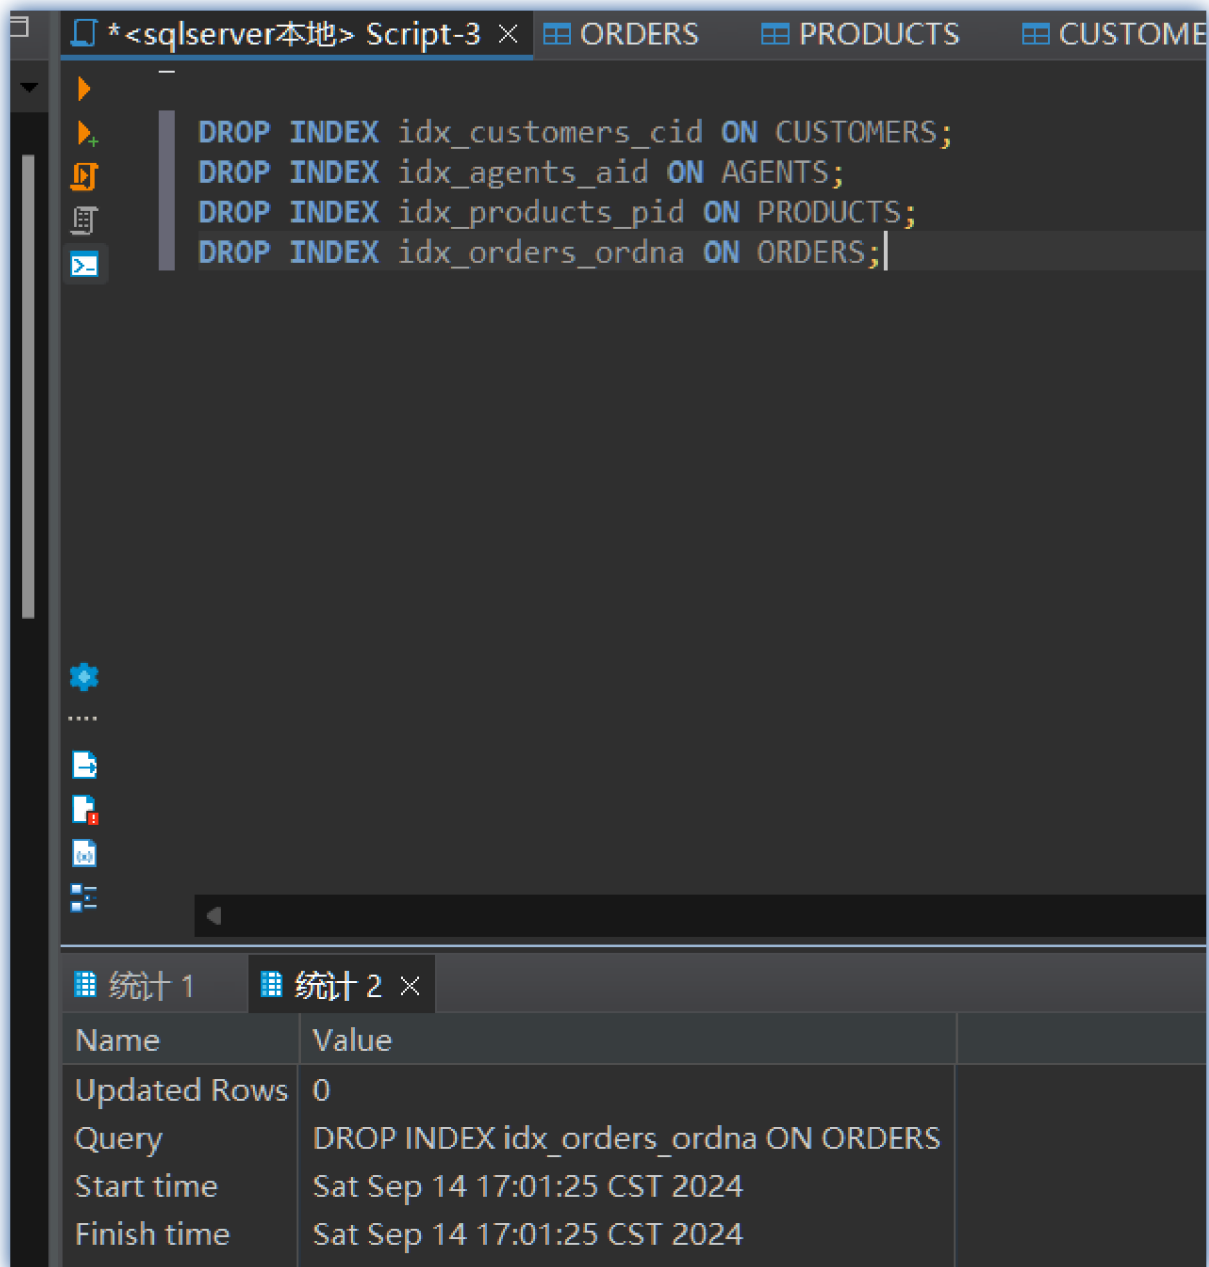 *<sqlserver本地> Script-3
ORDERS
PRODUCTS
CUSTOME
DROP INDEX idx_customers_cid ON CUSTOMERS;
DROP INDEX idx_agents_aid ON AGENTS;
DROP INDEX idx_products_pid ON PRODUCTS;
DROP INDEX idx_orders_ordna ON ORDERS;
统计 1
统计 2
Name Value
Updated Rows 0
Query DROP INDEX idx_orders_ordna ON ORDERS
Start time Sat Sep 14 17:01:25 CST 2024
Finish time Sat Sep 14 17:01:25 CST 2024